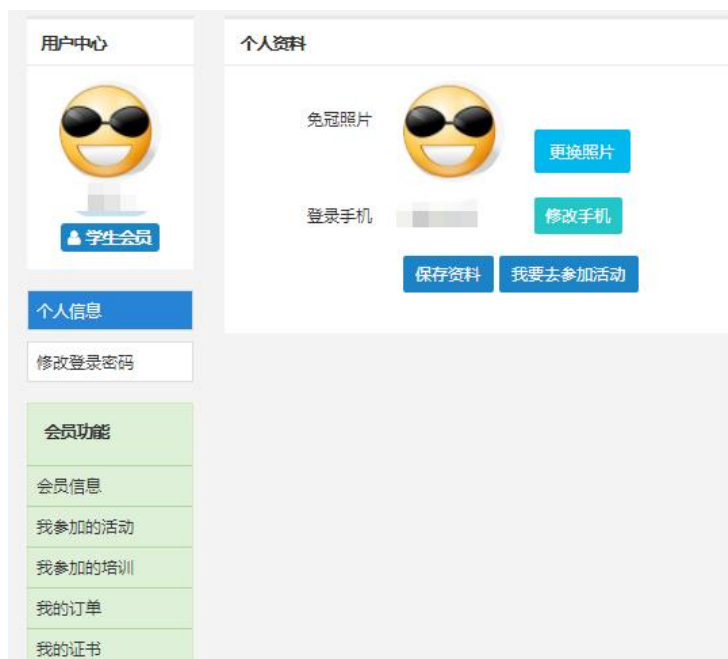 用户中心
学生会员
个人信息
修改登录密码
会员功能
会员信息
我参加的活动
我参加的培训
我的订单
我的证书
个人资料
免冠照片
更换照片
登录手机
修改手机
保存资料 我要去参加活动